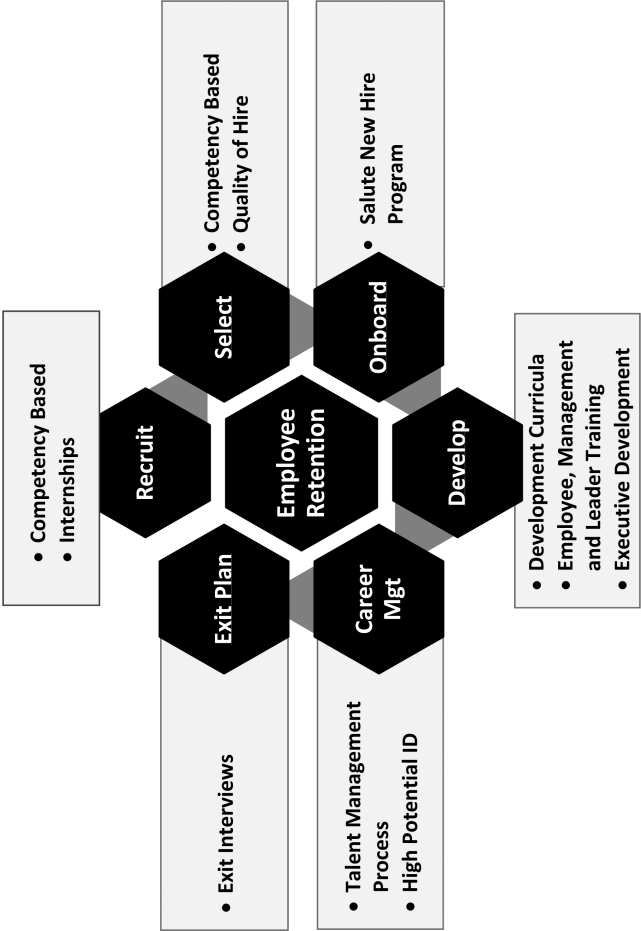 • Competency Based
• Internships
Recruit
Select
• Competency Based
• Quality of Hire
Onboard
• Salute New Hire
Program
Develop
• Development Curricula
• Employee, Management
and Leader Training
• Executive Development
Career
Mgt
• Talent Management
Process
• High Potential ID
Exit Plan
• Exit Interviews
Employee
Retention